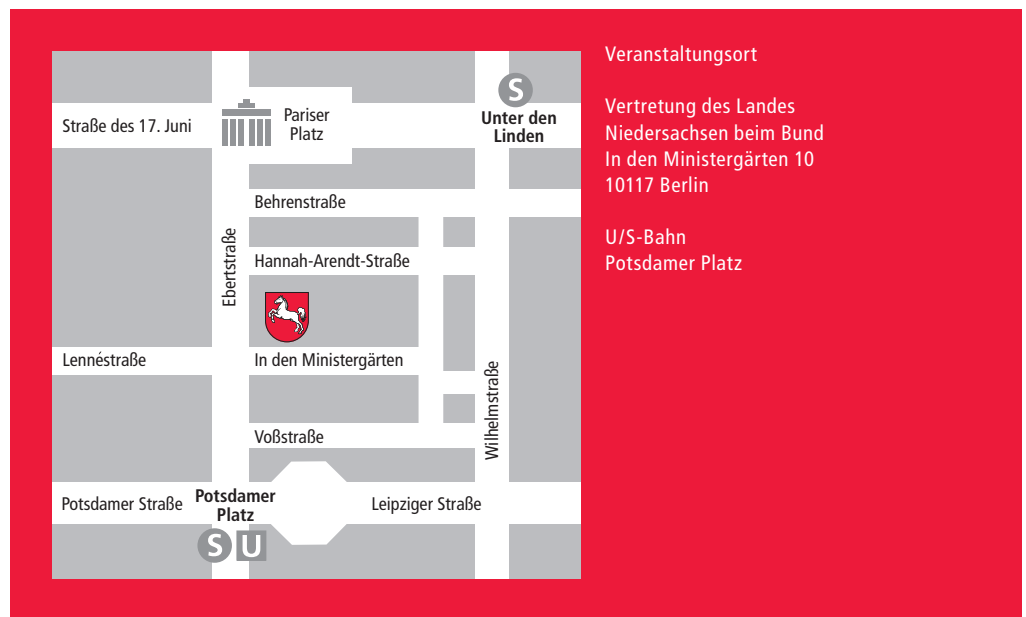 Straße des 17. Juni
Pariser
Platz
S
Unter den
Linden
Behrenstraße
Ebertstraße
Hannah-Arendt-Straße
Lennéstraße
In den Ministergärten
Wilhelmstraße
Voßstraße
Potsdamer Straße
Potsdamer
Platz
Leipziger Straße
S U
Veranstaltungsort
Vertretung des Landes
Niedersachsen beim Bund
In den Ministergärten 10
10117 Berlin
U/S-Bahn
Potsdamer Platz